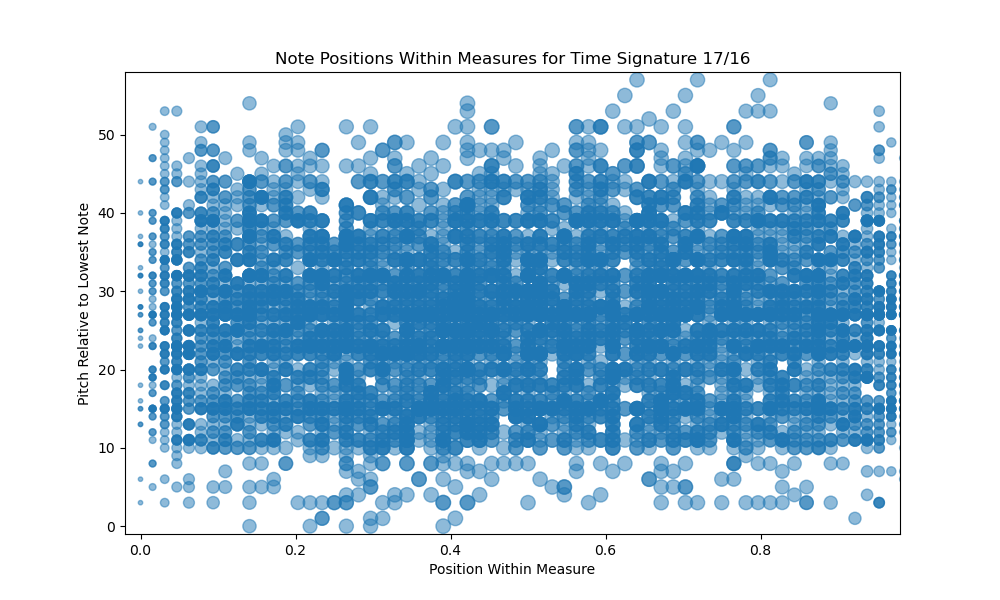 Note Positions Within Measures for Time Signature 17/16
Pitch Relative to Lowest Note
50
40
30
20
10
0
0.0 0.2 0.4 0.6 0.8
Position Within Measure